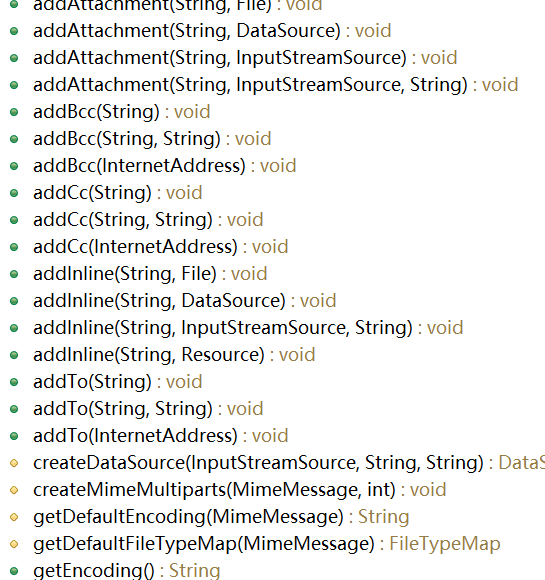 addAttachment(String, File) : void
addAttachment(String, DataSource) : void
addAttachment(String, InputStreamSource) : void
addAttachment(String, InputStreamSource, String) : void
addBcc(String) : void
addBcc(String, String) : void
addBcc(InternetAddress) : void
addCc(String) : void
addCc(String, String) : void
addCc(InternetAddress) : void
addInline(String, File) : void
addInline(String, DataSource) : void
addInline(String, InputStreamSource, String) : void
addInline(String, Resource) : void
addTo(String) : void
addTo(String, String) : void
addTo(InternetAddress) : void
createDataSource(InputStreamSource, String, String) : DataS
createMimeMultiparts(MimeMessage, int) : void
getDefaultEncoding(MimeMessage) : String
getDefaultFileTypeMap(MimeMessage) : FileTypeMap
getEncoding() : String